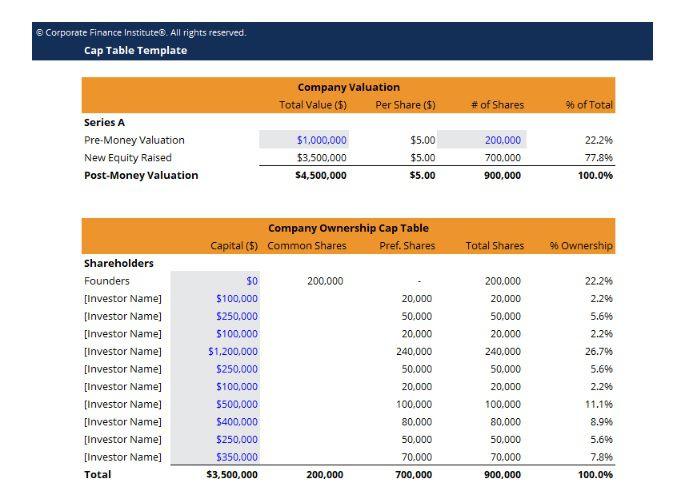 © Corporate Finance Institute®. All rights reserved.
Cap Table Template
Company Valuation
Total Value ($) Per Share ($) # of Shares % of Total
Series A
Pre-Money Valuation $1,000,000 $5.00 200,000 22.2%
New Equity Raised $3,500,000 $5.00 700,000 77.8%
Post-Money Valuation $4,500,000 $5.00 900,000 100.0%
Company Ownership Cap Table
Capital ($) Common Shares Pref. Shares Total Shares % Ownership
Shareholders
Founders $0 200,000 - 200,000 22.2%
[Investor Name] $100,000 20,000 20,000 2.2%
[Investor Name] $250,000 50,000 50,000 5.6%
[Investor Name] $100,000 20,000 20,000 2.2%
[Investor Name] $1,200,000 240,000 240,000 26.7%
[Investor Name] $250,000 50,000 50,000 5.6%
[Investor Name] $100,000 20,000 20,000 2.2%
[Investor Name] $500,000 100,000 100,000 11.1%
[Investor Name] $400,000 80,000 80,000 8.9%
[Investor Name] $250,000 50,000 50,000 5.6%
[Investor Name] $350,000 70,000 70,000 7.8%
Total $3,500,000 200,000 700,000 900,000 100.0%